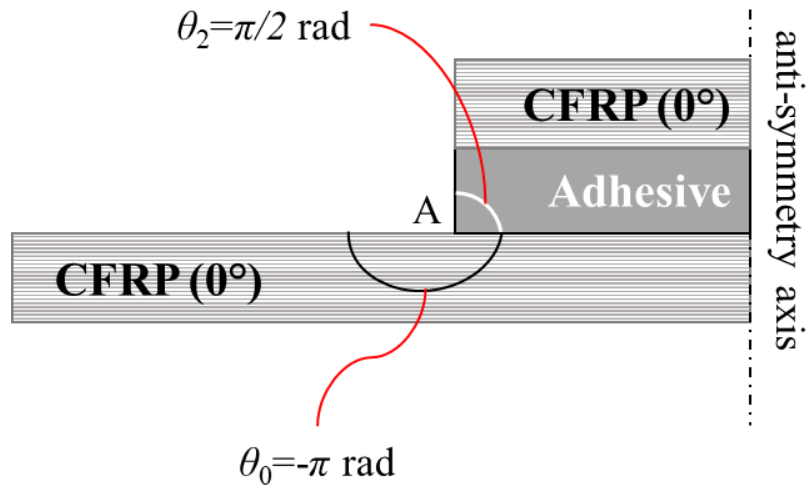 θ2=π/2 rad
CFRP (0°)
anti-symmetry axis
Adhesive
A
CFRP (0°)
θ0=-π rad